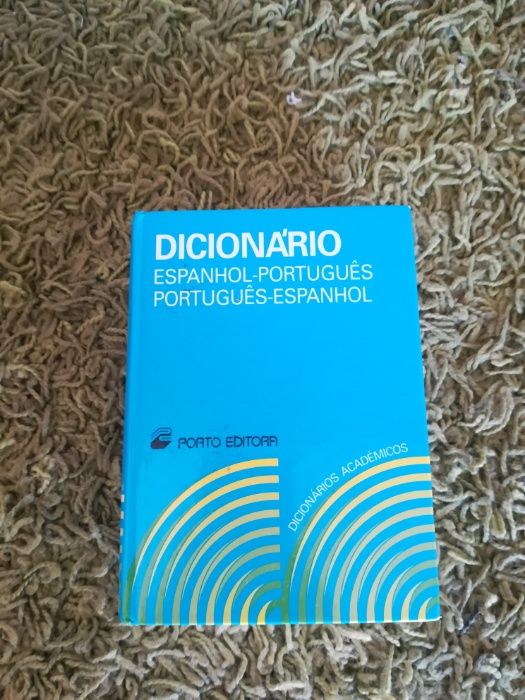 DICIONÁRIO
ESPANHOL-PORTUGUÊS
PORTUGUÊS-ESPANHOL
PORTO EDITORA
DICIONÁRIOS ACADÉMICOS